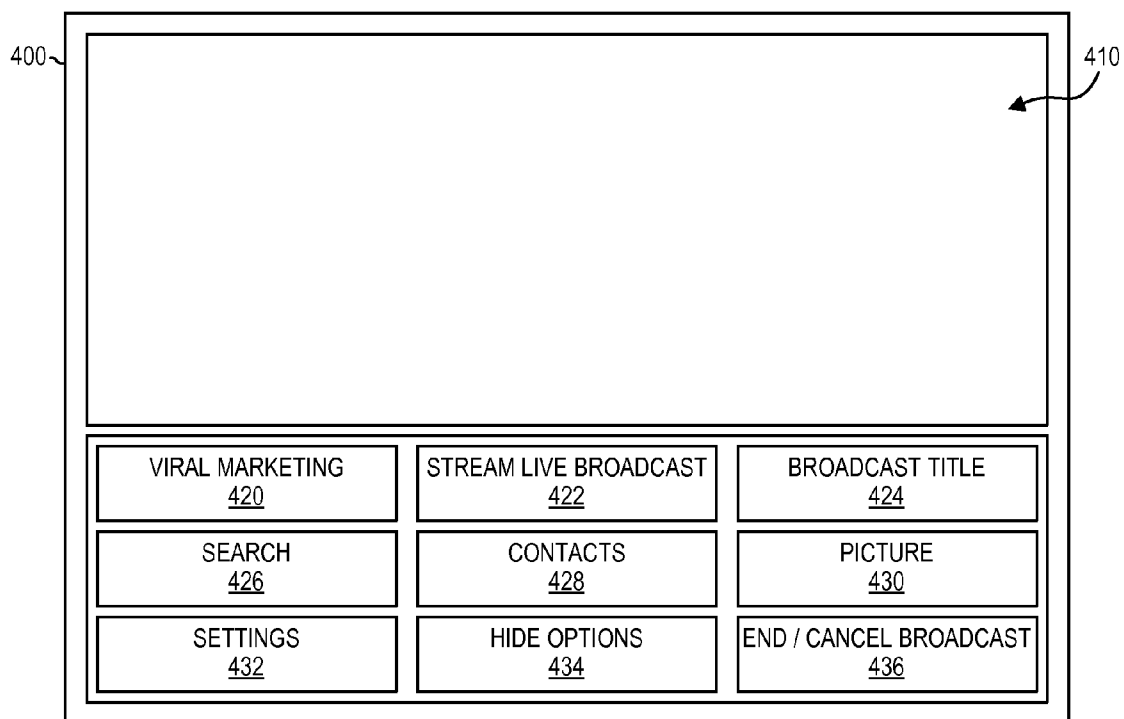 400
410
VIRAL MARKETING
420
STREAM LIVE BROADCAST
422
BROADCAST TITLE
424
SEARCH
426
CONTACTS
428
PICTURE
430
SETTINGS
432
HIDE OPTIONS
434
END / CANCEL BROADCAST
436